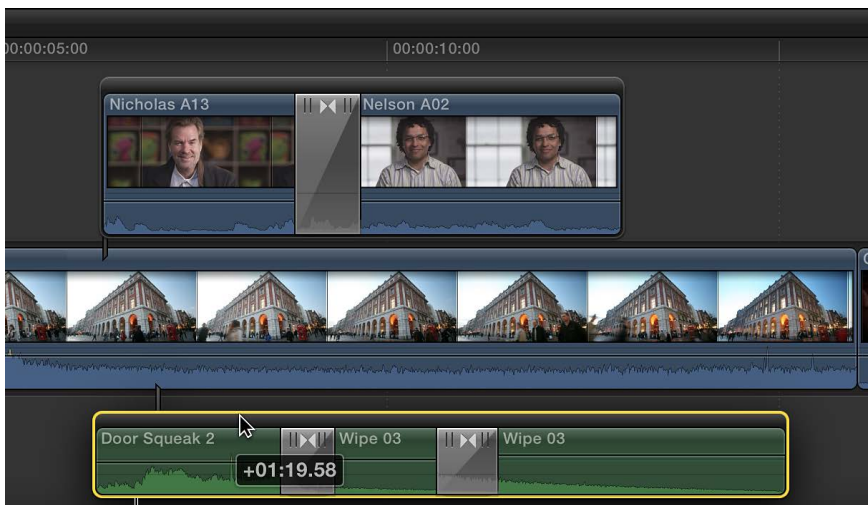 00:00:05:00
00:00:10:00
Nicholas A13
Nelson A02
Door Squeak 2
Wipe 03
Wipe 03
+01:19.58